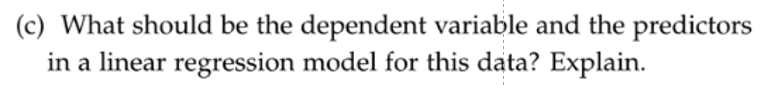 (c) What should be the dependent variable and the predictors
in a linear regression model for this data? Explain.